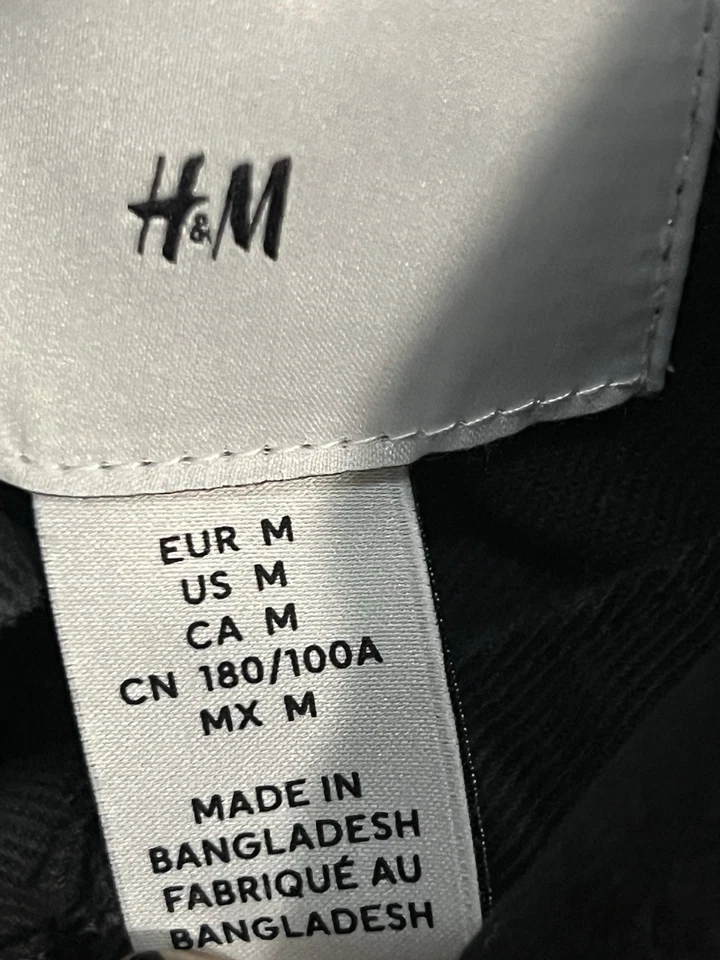 H&M
EUR M
US M
CA M
CN 180/100A
MX M
MADE IN
BANGLADESH
FABRIQUÉ AU
BANGLADESH